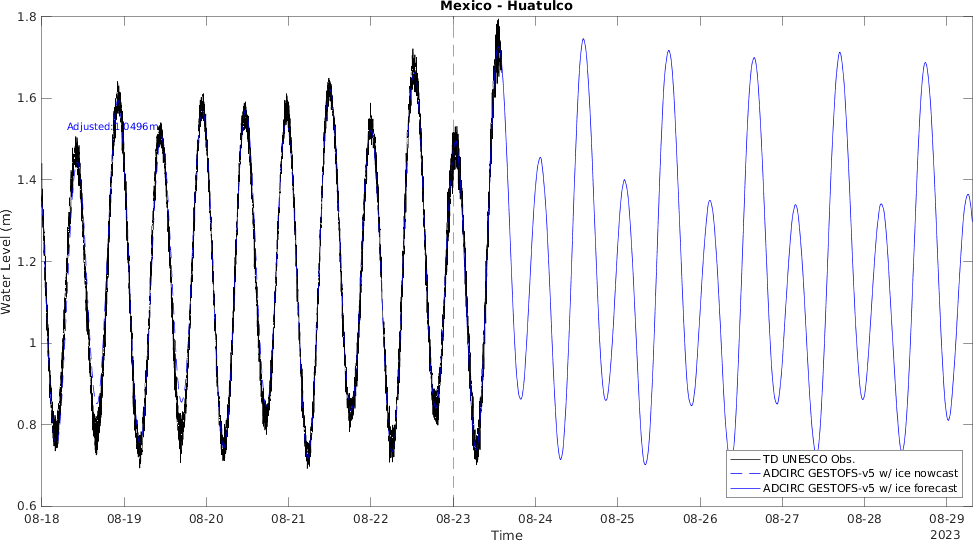 Mexico - Huatulco
1.8
1.6
1.4
1.2
1
0.8
0.6
Water Level (m)
Adjusted: 1.0496m
TD UNESCO Obs.
ADCIRC GESTOFS-v5 w/ ice nowcast
ADCIRC GESTOFS-v5 w/ ice forecast
08-18 08-19 08-20 08-21 08-22 08-23 08-24 08-25 08-26 08-27 08-28 08-29
Time
2023